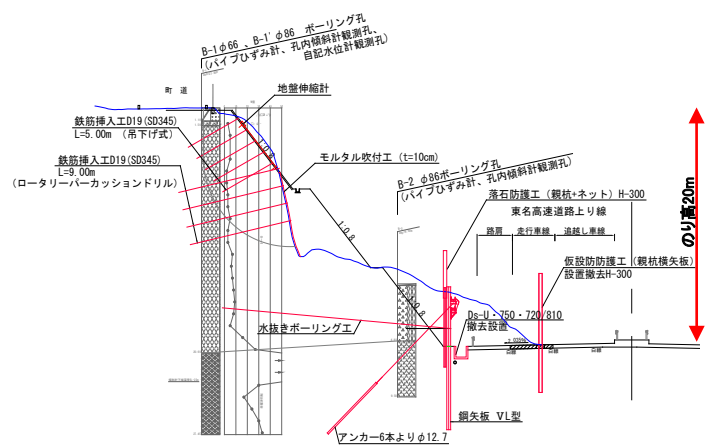 B-1φ66 、B-1'φ86 ボーリング孔
(パイプひずみ計、孔内傾斜計観測孔、
自記水位計観測孔)
町 道
地盤伸縮計
鉄筋挿入工D19(SD345)
L=5.00m (吊下げ式)
鉄筋挿入工D19(SD345)
L=9.00m
(ロータリーパーカッションドリル)
モルタル吹付工(t=10cm)
B-2 φ86ボーリング孔
(パイプひずみ計、孔内傾斜計観測孔)
落石防護工(親杭+ネット) H-300
東名高速道路上り線
路肩 走行車線 追越し車線
仮設防防護工(親杭横矢板)
設置撤去H-300
のり高20m
1:0.8
1:0.8
1:0.8
水抜きボーリング工
Ds-U・750・720/810
撤去設置
鋼矢板 ⅤL型
アンカー6本よりφ12.7